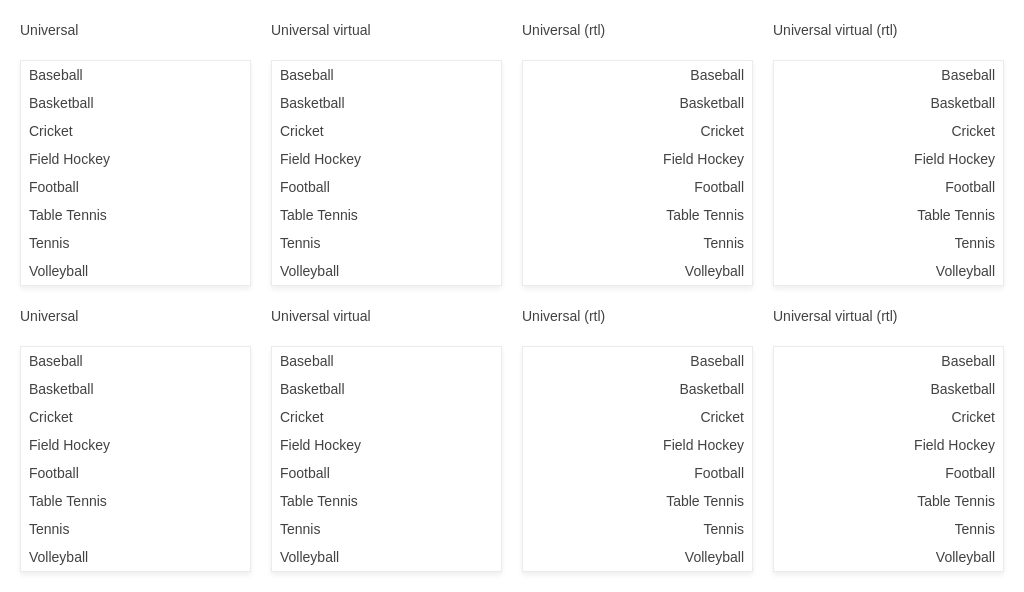 Universal
Baseball
Basketball
Cricket
Field Hockey
Football
Table Tennis
Tennis
Volleyball
Universal virtual
Baseball
Basketball
Cricket
Field Hockey
Football
Table Tennis
Tennis
Volleyball
Universal (rtl)
Baseball
Basketball
Cricket
Field Hockey
Football
Table Tennis
Tennis
Volleyball
Universal virtual (rtl)
Baseball
Basketball
Cricket
Field Hockey
Football
Table Tennis
Tennis
Volleyball
Universal
Baseball
Basketball
Cricket
Field Hockey
Football
Table Tennis
Tennis
Volleyball
Universal virtual
Baseball
Basketball
Cricket
Field Hockey
Football
Table Tennis
Tennis
Volleyball
Universal (rtl)
Baseball
Basketball
Cricket
Field Hockey
Football
Table Tennis
Tennis
Volleyball
Universal virtual (rtl)
Baseball
Basketball
Cricket
Field Hockey
Football
Table Tennis
Tennis
Volleyball